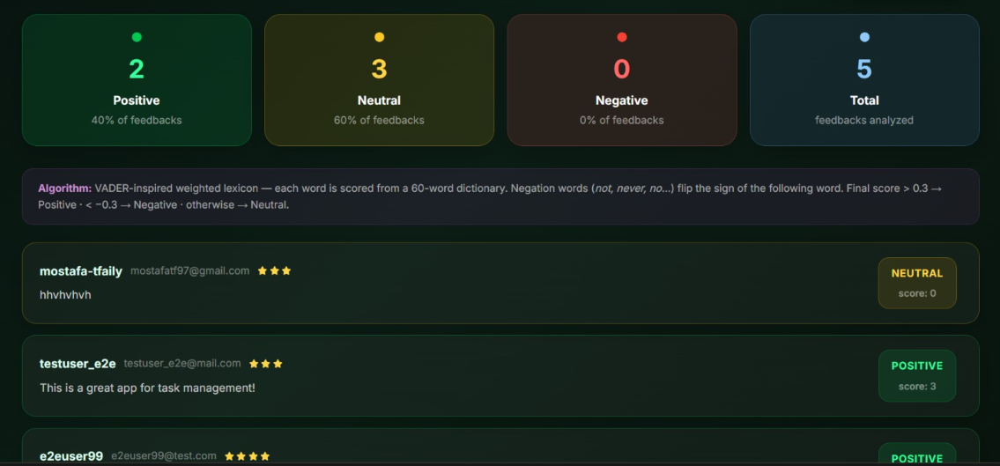 2
Positive
40% of feedbacks
3
Neutral
60% of feedbacks
0
Negative
0% of feedbacks
5
Total
feedbacks analyzed
Algorithm: VADER-inspired weighted lexicon — each word is scored from a 60-word dictionary. Negation words (not, never, no...) flip the sign of the following word. Final score > 0.3 →
Positive · < −0.3 → Negative · otherwise → Neutral.
mostafa-tfaily mostafatf97@gmail.com
NEUTRAL
hhvhvhvh
score: 0
testuser_e2e testuser_e2e@mail.com
POSITIVE
This is a great app for task management!
score: 3
e2euser99 e2euser99@test.com
POSITIVE